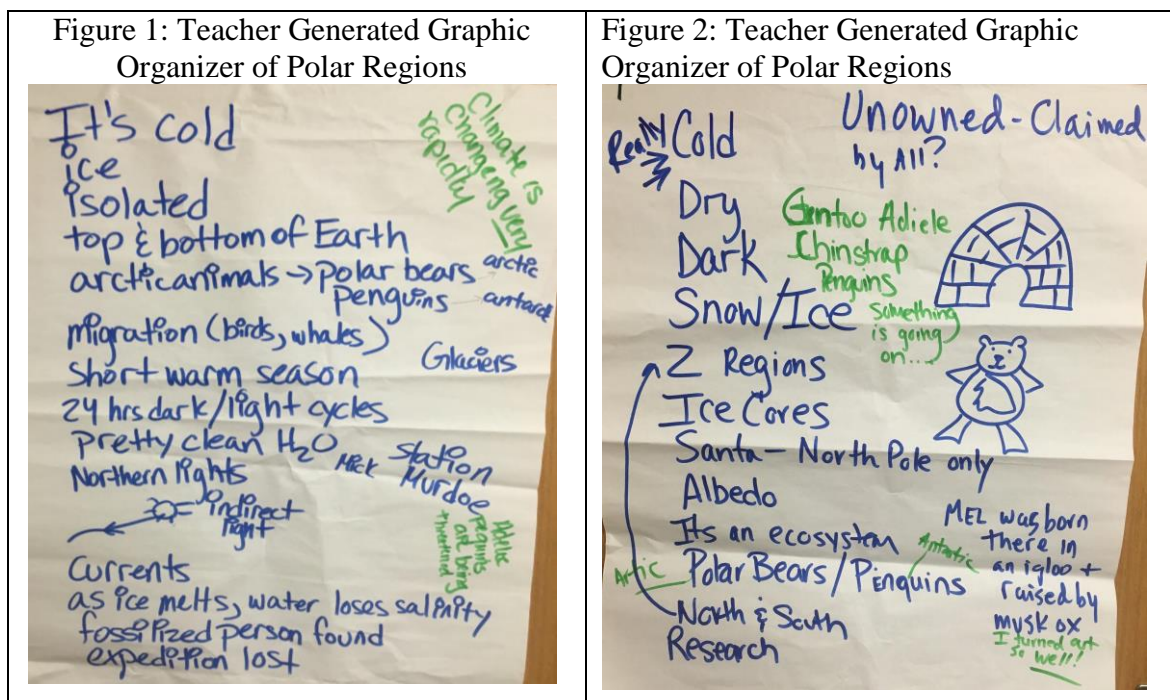 Figure 1: Teacher Generated Graphic
Organizer of Polar Regions
It's cold
ice
isolated
top & bottom of Earth
arctic animals → polar bears arctic
penguins → antarc
migration (birds, whales)
Glaciers
short warm season
24 hrs dark/light cycles
pretty clean H2O
Station
Mick Murdoe
Northern lights
= indirect
light
Currents
as ice melts, water loses salinity
fossilized person found
expedition lost
Climate is
changeng very
rapidly
penguins
are being
threatened
Figure 2: Teacher Generated Graphic
Organizer of Polar Regions
Really Cold
Unowned - Claimed
by All?
Dry
Dark
Gentoo Adiele
Chinstrap
Penguins
Snow/Ice
Something
is going
on...
2 Regions
Ice Cores
Santa - North Pole only
Albedo
Its an ecosystem
Artic Polar Bears/Pinquins Antartic
North & South
Research
MEL was born
there in
an igloo +
raised by
musk ox
I turned out
so well!